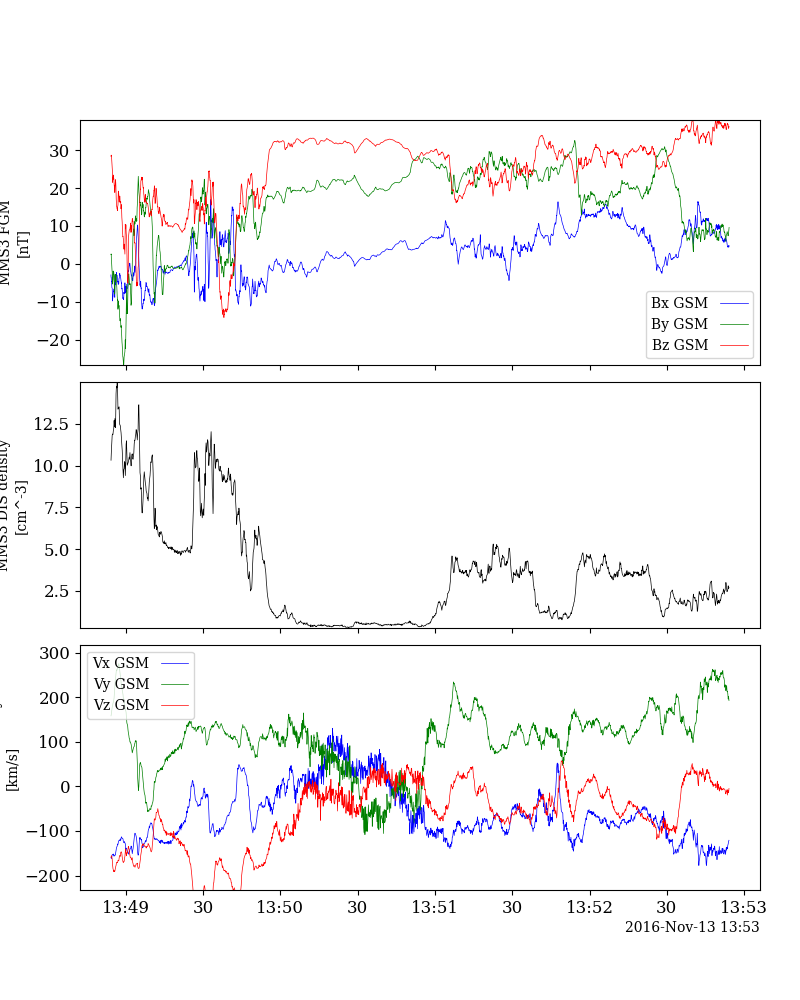 30
20
10
0
−10
−20
MMS3 FGM
[nT]
Bx GSM
By GSM
Bz GSM
12.5
10.0
7.5
5.0
2.5
MMS3 DIS density
[cm^-3]
300
200
100
0
−100
−200
[km/s]
Vx GSM
Vy GSM
Vz GSM
13:49
30
13:50
30
13:51
30
13:52
30
13:53
2016-Nov-13 13:53